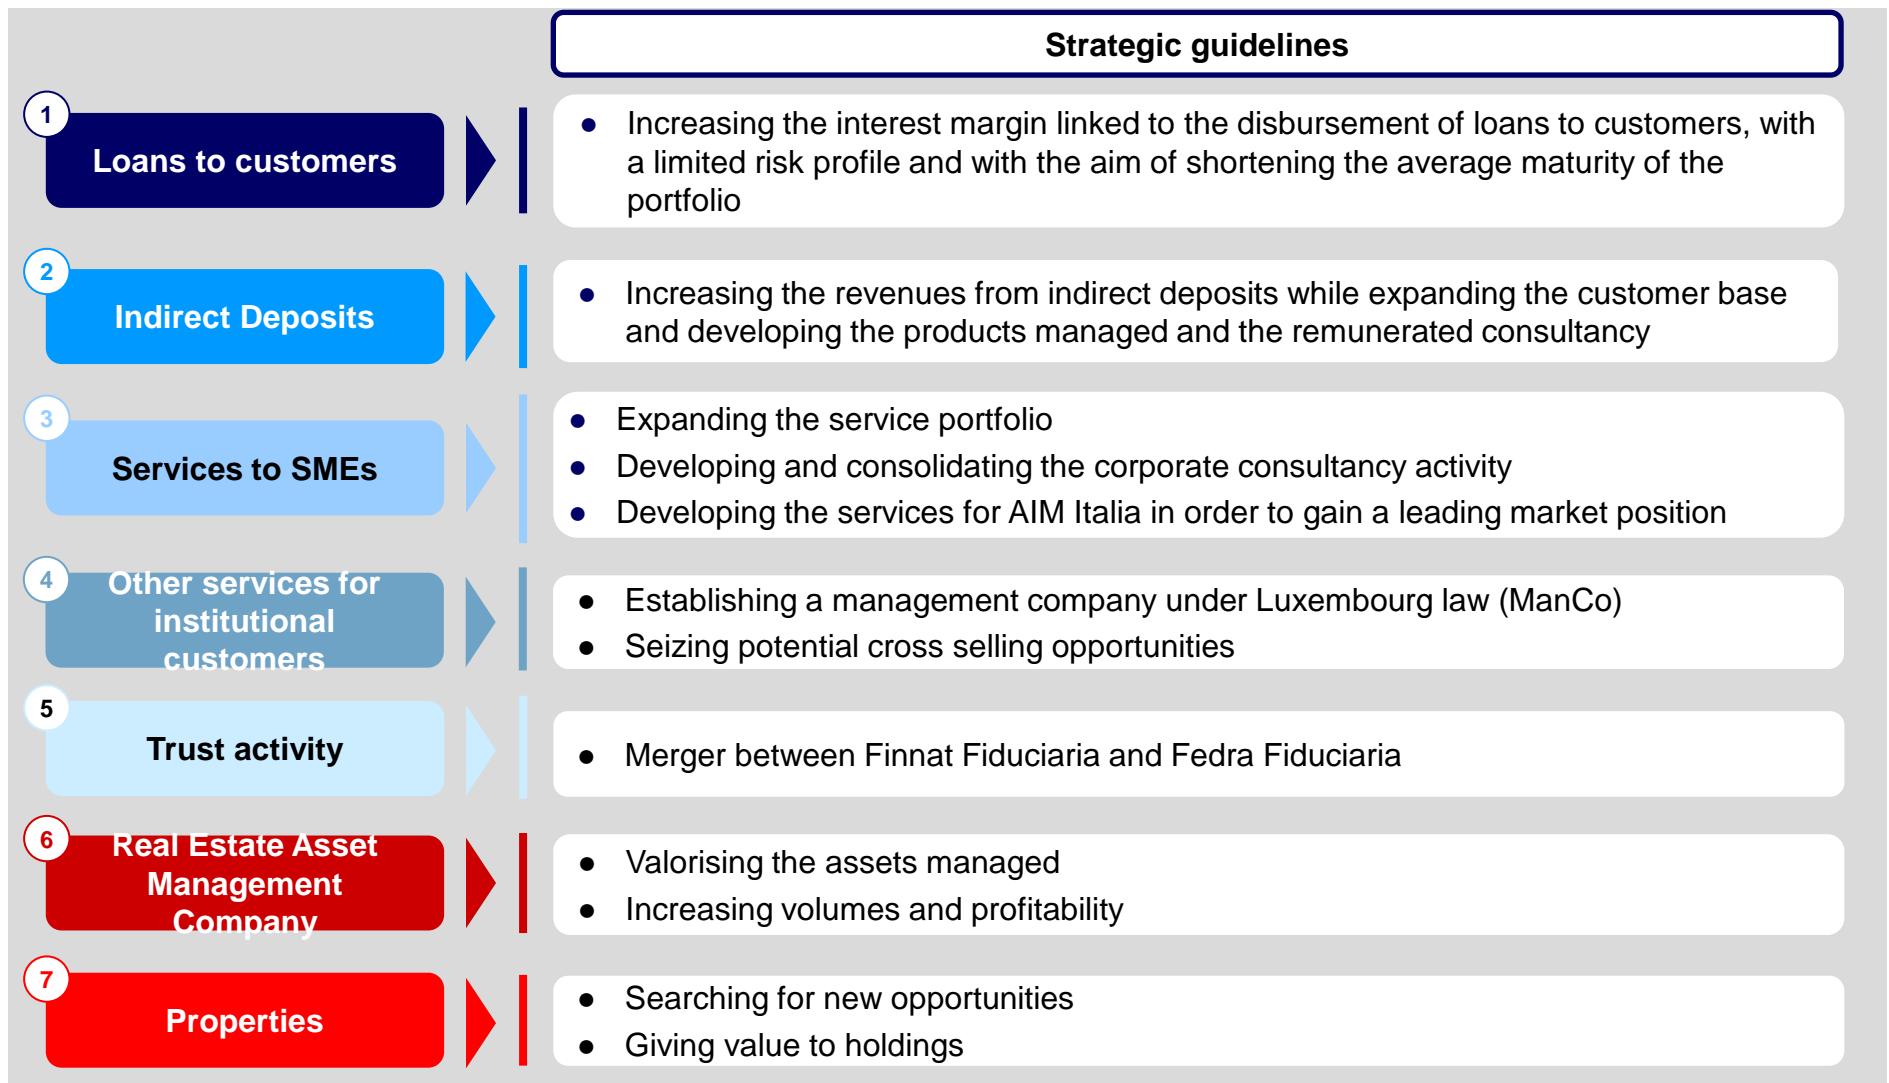 Strategic guidelines
1
Loans to customers
● Increasing the interest margin linked to the disbursement of loans to customers, with
a limited risk profile and with the aim of shortening the average maturity of the
portfolio
2
Indirect Deposits
● Increasing the revenues from indirect deposits while expanding the customer base
and developing the products managed and the remunerated consultancy
3
Services to SMEs
● Expanding the service portfolio
● Developing and consolidating the corporate consultancy activity
● Developing the services for AIM Italia in order to gain a leading market position
4
Other services for
institutional
customers
● Establishing a management company under Luxembourg law (ManCo)
● Seizing potential cross selling opportunities
5
Trust activity
● Merger between Finnat Fiduciaria and Fedra Fiduciaria
6
Real Estate Asset
Management
Company
● Valorising the assets managed
● Increasing volumes and profitability
7
Properties
● Searching for new opportunities
● Giving value to holdings